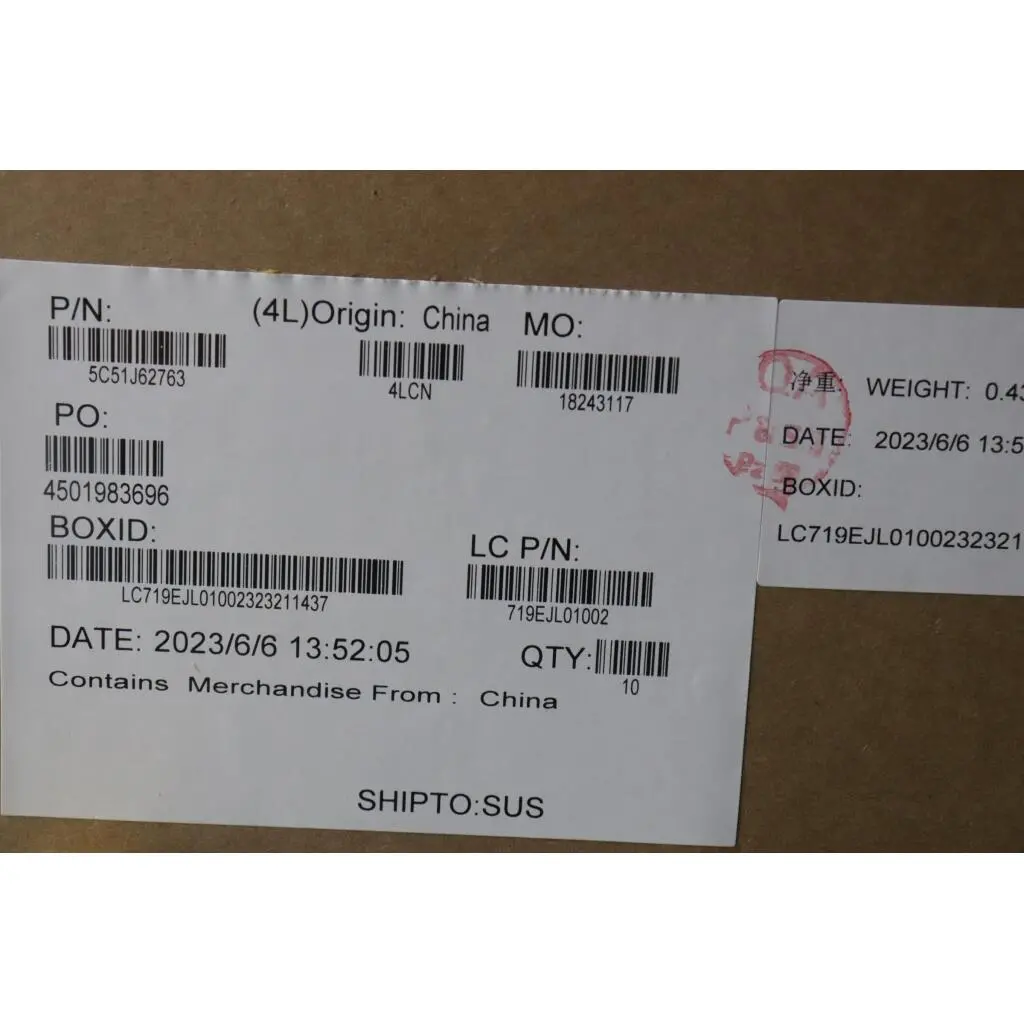 P/N: (4L)Origin: China MO:
5C51J62763 4LCN 18243117
PO:
4501983696
BOXID: LC P/N:
LC719EJL01002323211437 719EJL01002
DATE: 2023/6/6 13:52:05 QTY:
10
Contains Merchandise From : China
SHIPTO:SUS
净重: WEIGHT: 0.43
DATE: 2023/6/6 13:5
BOXID:
LC719EJL0100232321